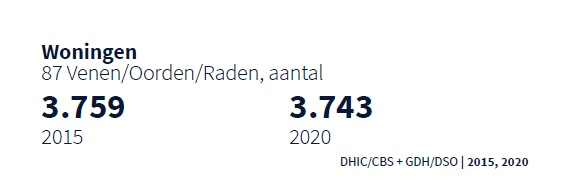 Woningen
87 Venen/Oorden/Raden, aantal
3.759 3.743
2015 2020
DHIC/CBS + GDH/DSO | 2015, 2020